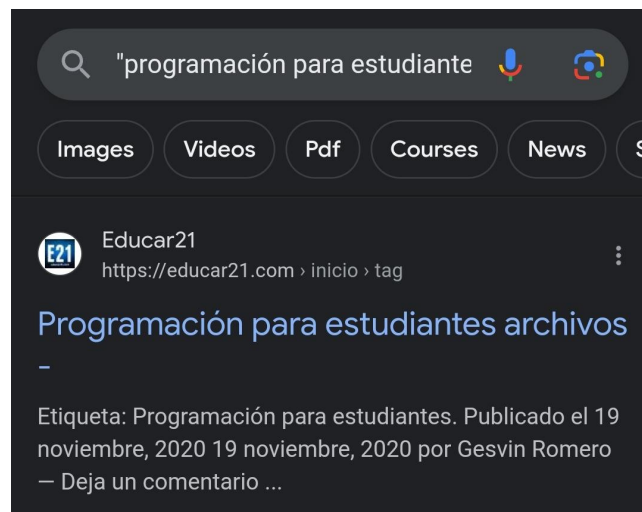 "programación para estudiante
Images Videos Pdf Courses News S
E21 Educar21
https://educar21.com › inicio › tag
Programación para estudiantes archivos
-
Etiqueta: Programación para estudiantes. Publicado el 19
noviembre, 2020 19 noviembre, 2020 por Gesvin Romero
— Deja un comentario ...